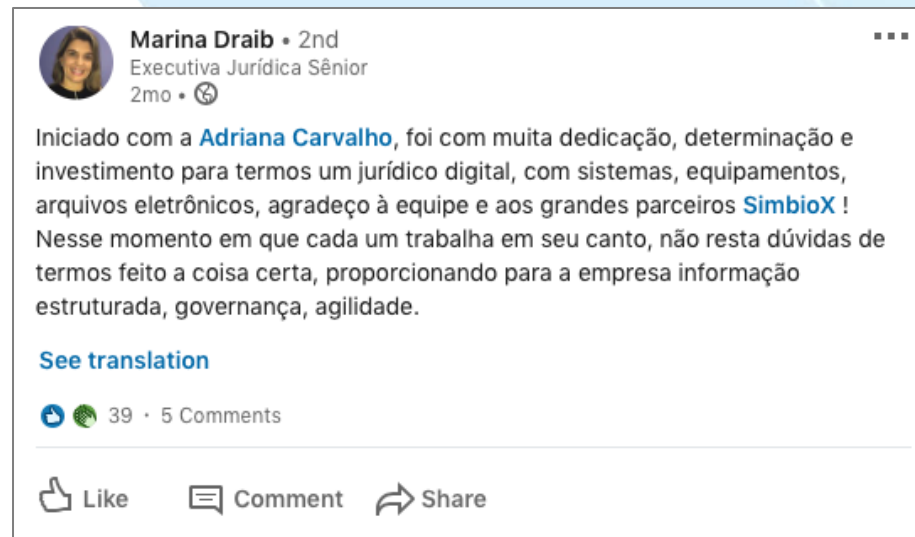 Marina Draib • 2nd
Executiva Jurídica Sênior
2mo •
Iniciado com a Adriana Carvalho, foi com muita dedicação, determinação e
investimento para termos um jurídico digital, com sistemas, equipamentos,
arquivos eletrônicos, agradeço à equipe e aos grandes parceiros SimbioX !
Nesse momento em que cada um trabalha em seu canto, não resta dúvidas de
termos feito a coisa certa, proporcionando para a empresa informação
estruturada, governança, agilidade.
See translation
39 · 5 Comments
Like Comment Share